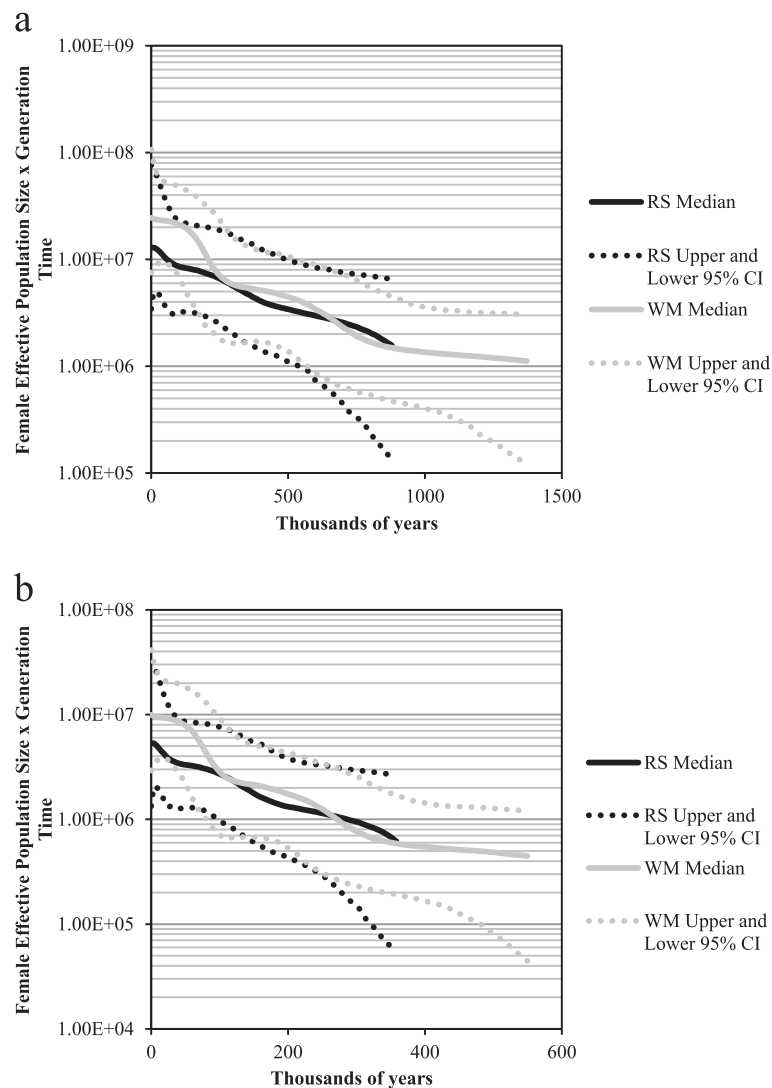 a
1.00E+09
1.00E+08
1.00E+07
1.00E+06
1.00E+05
0
500
1000
1500
Thousands of years
Female Effective Population Size x Generation
Time
RS Median
RS Upper and
Lower 95% CI
WM Median
WM Upper and
Lower 95% CI
b
1.00E+08
1.00E+07
1.00E+06
1.00E+05
1.00E+04
0
200
400
600
Thousands of years
Female Effective Population Size x Generation
Time
RS Median
RS Upper and
Lower 95% CI
WM Median
WM Upper and
Lower 95% CI